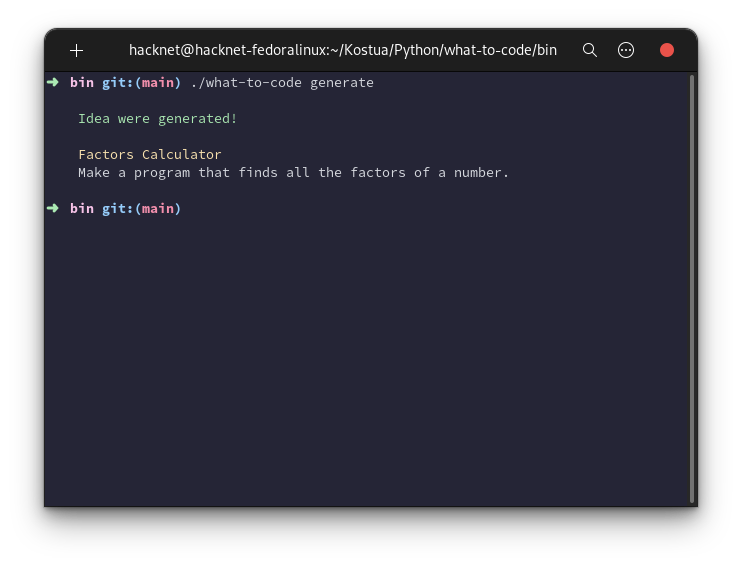 hacknet@hacknet-fedoralinux:~/Kostua/Python/what-to-code/bin
➜ bin git:(main) ./what-to-code generate
Idea were generated!
Factors Calculator
Make a program that finds all the factors of a number.
➜ bin git:(main)